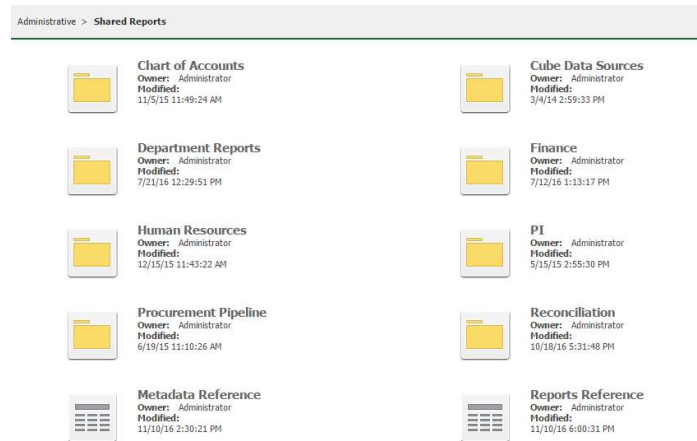 Administrative > Shared Reports
Chart of Accounts
Owner: Administrator
Modified:
11/5/15 11:49:24 AM
Cube Data Sources
Owner: Administrator
Modified:
3/4/14 2:59:33 PM
Department Reports
Owner: Administrator
Modified:
7/21/16 12:29:51 PM
Finance
Owner: Administrator
Modified:
7/12/16 1:13:17 PM
Human Resources
Owner: Administrator
Modified:
12/15/15 11:43:22 AM
PI
Owner: Administrator
Modified:
5/15/15 2:55:30 PM
Procurement Pipeline
Owner: Administrator
Modified:
6/19/15 11:10:26 AM
Reconciliation
Owner: Administrator
Modified:
10/18/16 5:31:48 PM
Metadata Reference
Owner: Administrator
Modified:
11/10/16 2:30:21 PM
Reports Reference
Owner: Administrator
Modified:
11/10/16 6:00:31 PM